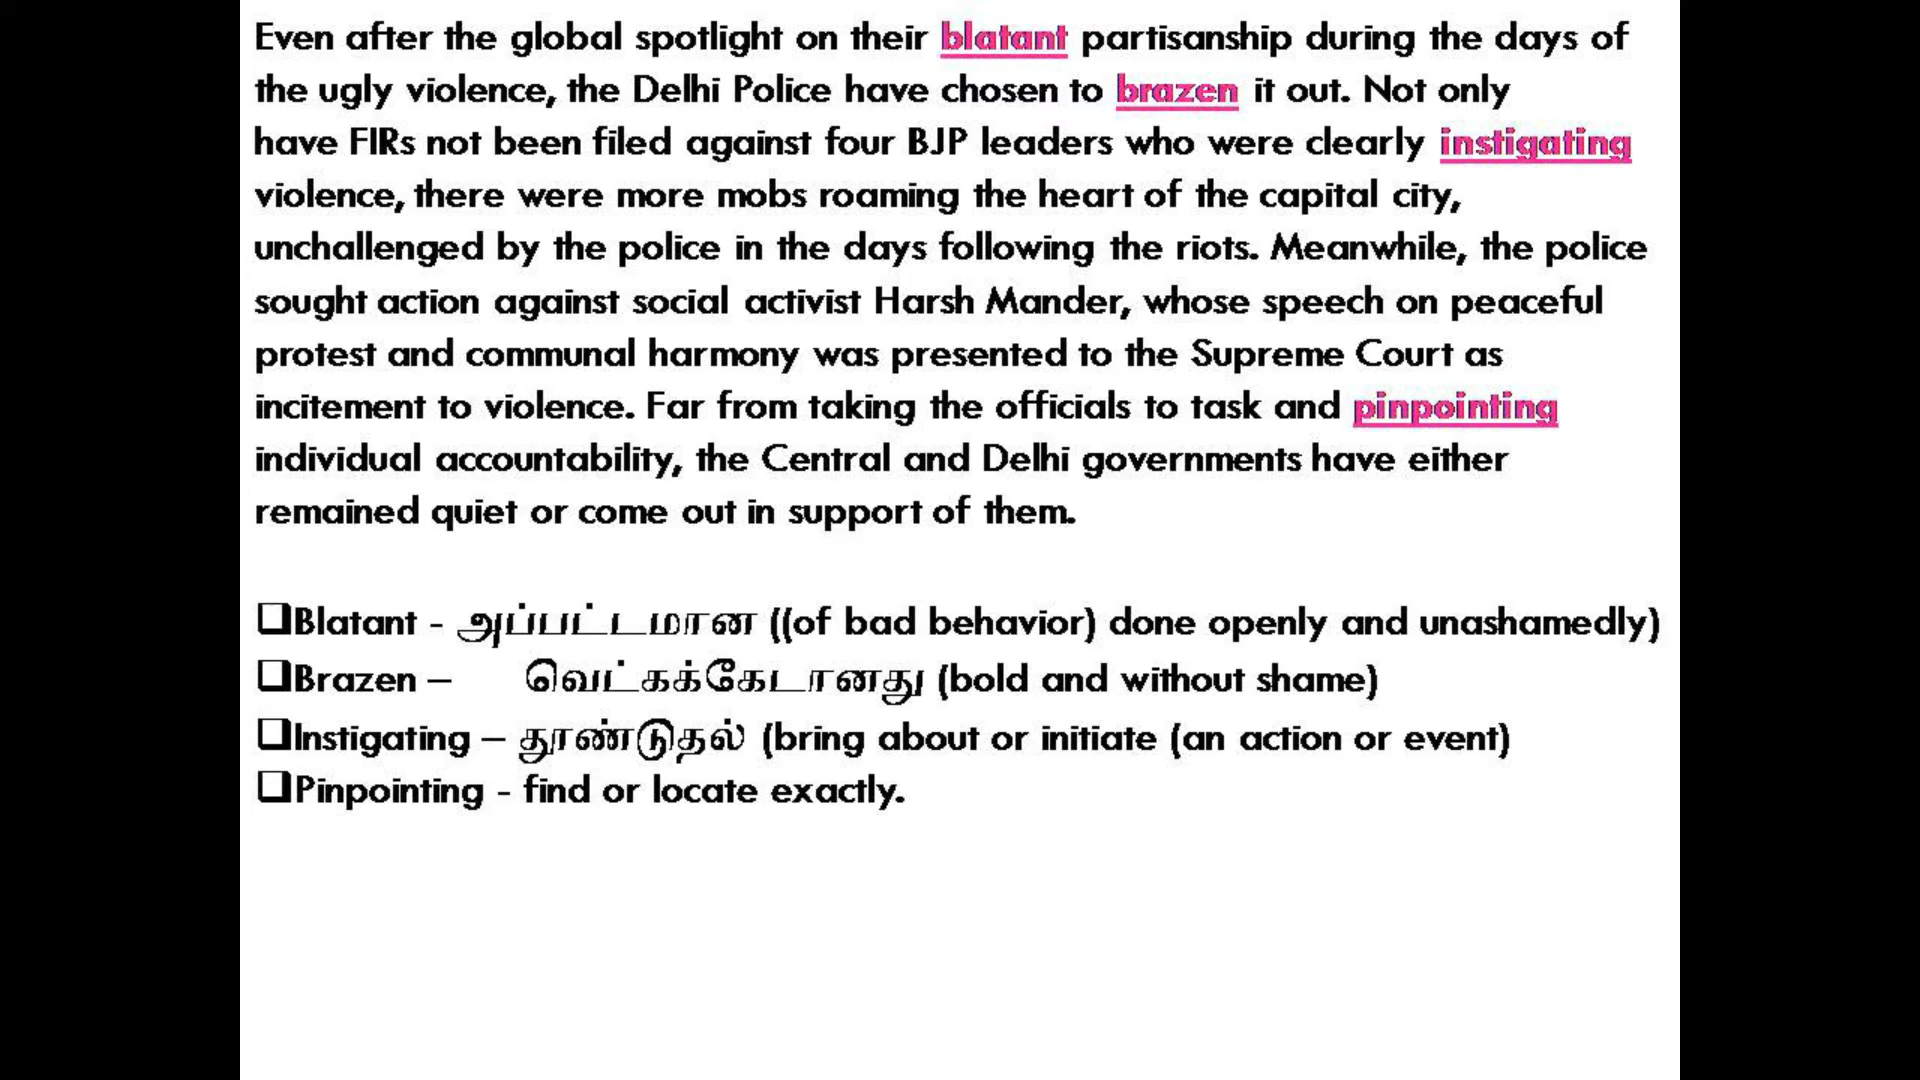 Even after the global spotlight on their blatant partisanship during the days of
the ugly violence, the Delhi Police have chosen to brazen it out. Not only
have FIRs not been filed against four BJP leaders who were clearly instigating
violence, there were more mobs roaming the heart of the capital city,
unchallenged by the police in the days following the riots. Meanwhile, the police
sought action against social activist Harsh Mander, whose speech on peaceful
protest and communal harmony was presented to the Supreme Court as
incitement to violence. Far from taking the officials to task and pinpointing
individual accountability, the Central and Delhi governments have either
remained quiet or come out in support of them.
❑Blatant - அப்பட்டமான ((of bad behavior) done openly and unashamedly)
❑Brazen – வெட்கக்கேடானது (bold and without shame)
❑Instigating – தூண்டுதல் (bring about or initiate (an action or event)
❑Pinpointing - find or locate exactly.